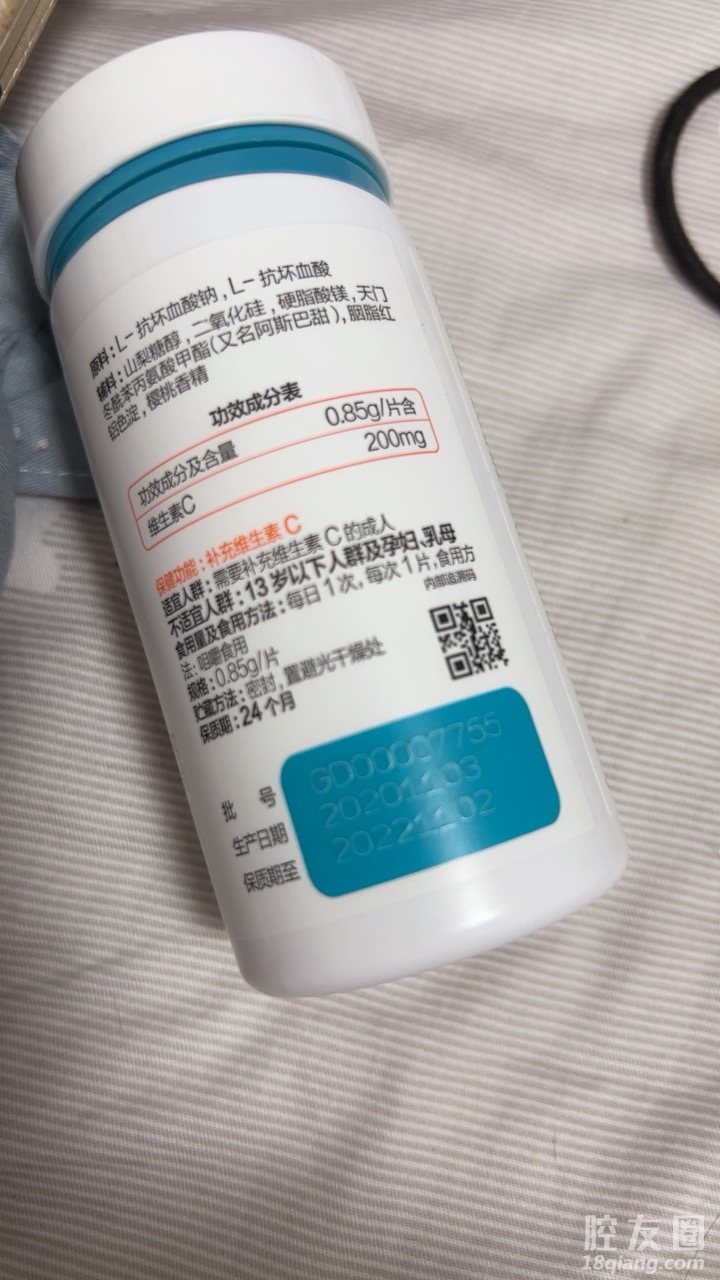 原料:L-抗坏血酸钠,L-抗坏血酸
辅料:山梨糖醇,二氧化硅,硬脂酸镁,天门
冬酰苯丙氨酸甲酯(又名阿斯巴甜),胭脂红
铝色淀,樱桃香精
功效成分表
功效成分及含量 0.85g/片含
维生素C 200mg
保健功能:补充维生素C
适宜人群:需要补充维生素C的成人
不适宜人群:13岁以下人群及孕妇、乳母
食用量及食用方法:每日1次,每次1片,食用方
法:咀嚼食用
内部追溯码
规格:0.85g/片
贮藏方法:密封,置避光干燥处
保质期:24个月
批 号 GD00007755
生产日期 20201103
保质期至 20221102
腔友圈
18qiang.com